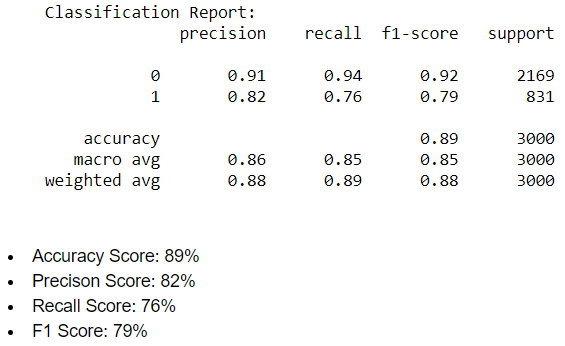 Classification Report:
precision recall f1-score support
0 0.91 0.94 0.92 2169
1 0.82 0.76 0.79 831
accuracy 0.89 3000
macro avg 0.86 0.85 0.85 3000
weighted avg 0.88 0.89 0.88 3000
• Accuracy Score: 89%
• Precison Score: 82%
• Recall Score: 76%
• F1 Score: 79%